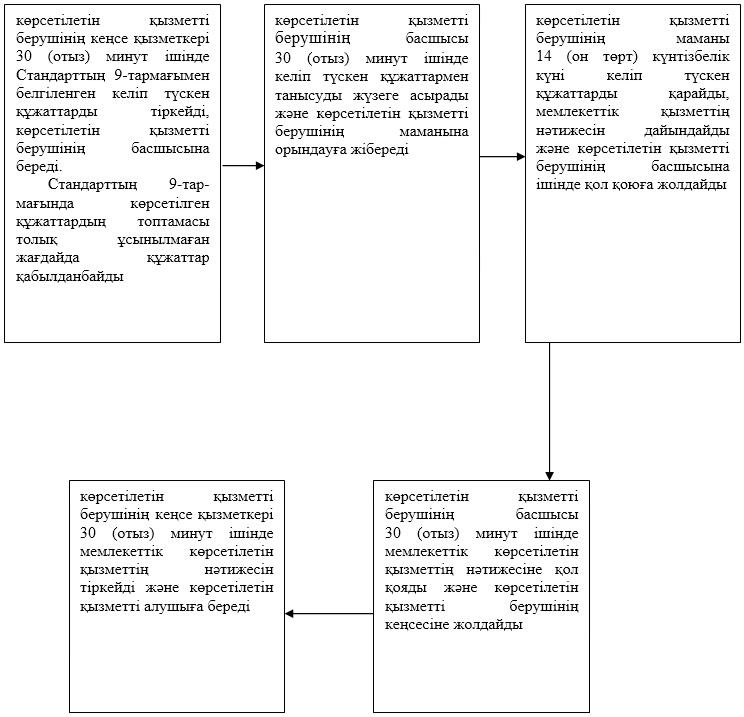 көрсетілетін қызметті
берушінің кеңсе қызметкері
30 (отыз) минут ішінде
Стандарттың 9-тармағымен
белгіленген келіп түскен
құжаттарды тіркейді,
көрсетілетін қызметті
берушінің басшысына
береді.
Стандарттың 9-тар-
мағында көрсетілген
құжаттардың топтамасы
толық ұсынылмаған
жағдайда құжаттар
қабылданбайды
көрсетілетін қызметті
берушінің басшысы
30 (отыз) минут ішінде
келіп түскен құжаттармен
танысуды жүзеге асырады
және көрсетілетін қызметті
берушінің маманына
орындауға жібереді
көрсетілетін қызметті
берушінің маманы
14 (он төрт) күнтізбелік
күні келіп түскен
құжаттарды қарайды,
мемлекеттік қызметтің
нәтижесін дайындайды
және көрсетілетін қызметті
берушінің басшысына
ішінде қол қоюға жолдайды
көрсетілетін қызметті
берушінің басшысы
30 (отыз) минут ішінде
мемлекеттік көрсетілетін
қызметтің нәтижесіне қол
қояды және көрсетілетін
қызметті берушінің
кеңсесіне жолдайды
көрсетілетін қызметті
берушінің кеңсе қызметкері
30 (отыз) минут ішінде
мемлекеттік көрсетілетін
қызметтің нәтижесін
тіркейді және көрсетілетін
қызметті алушыға береді